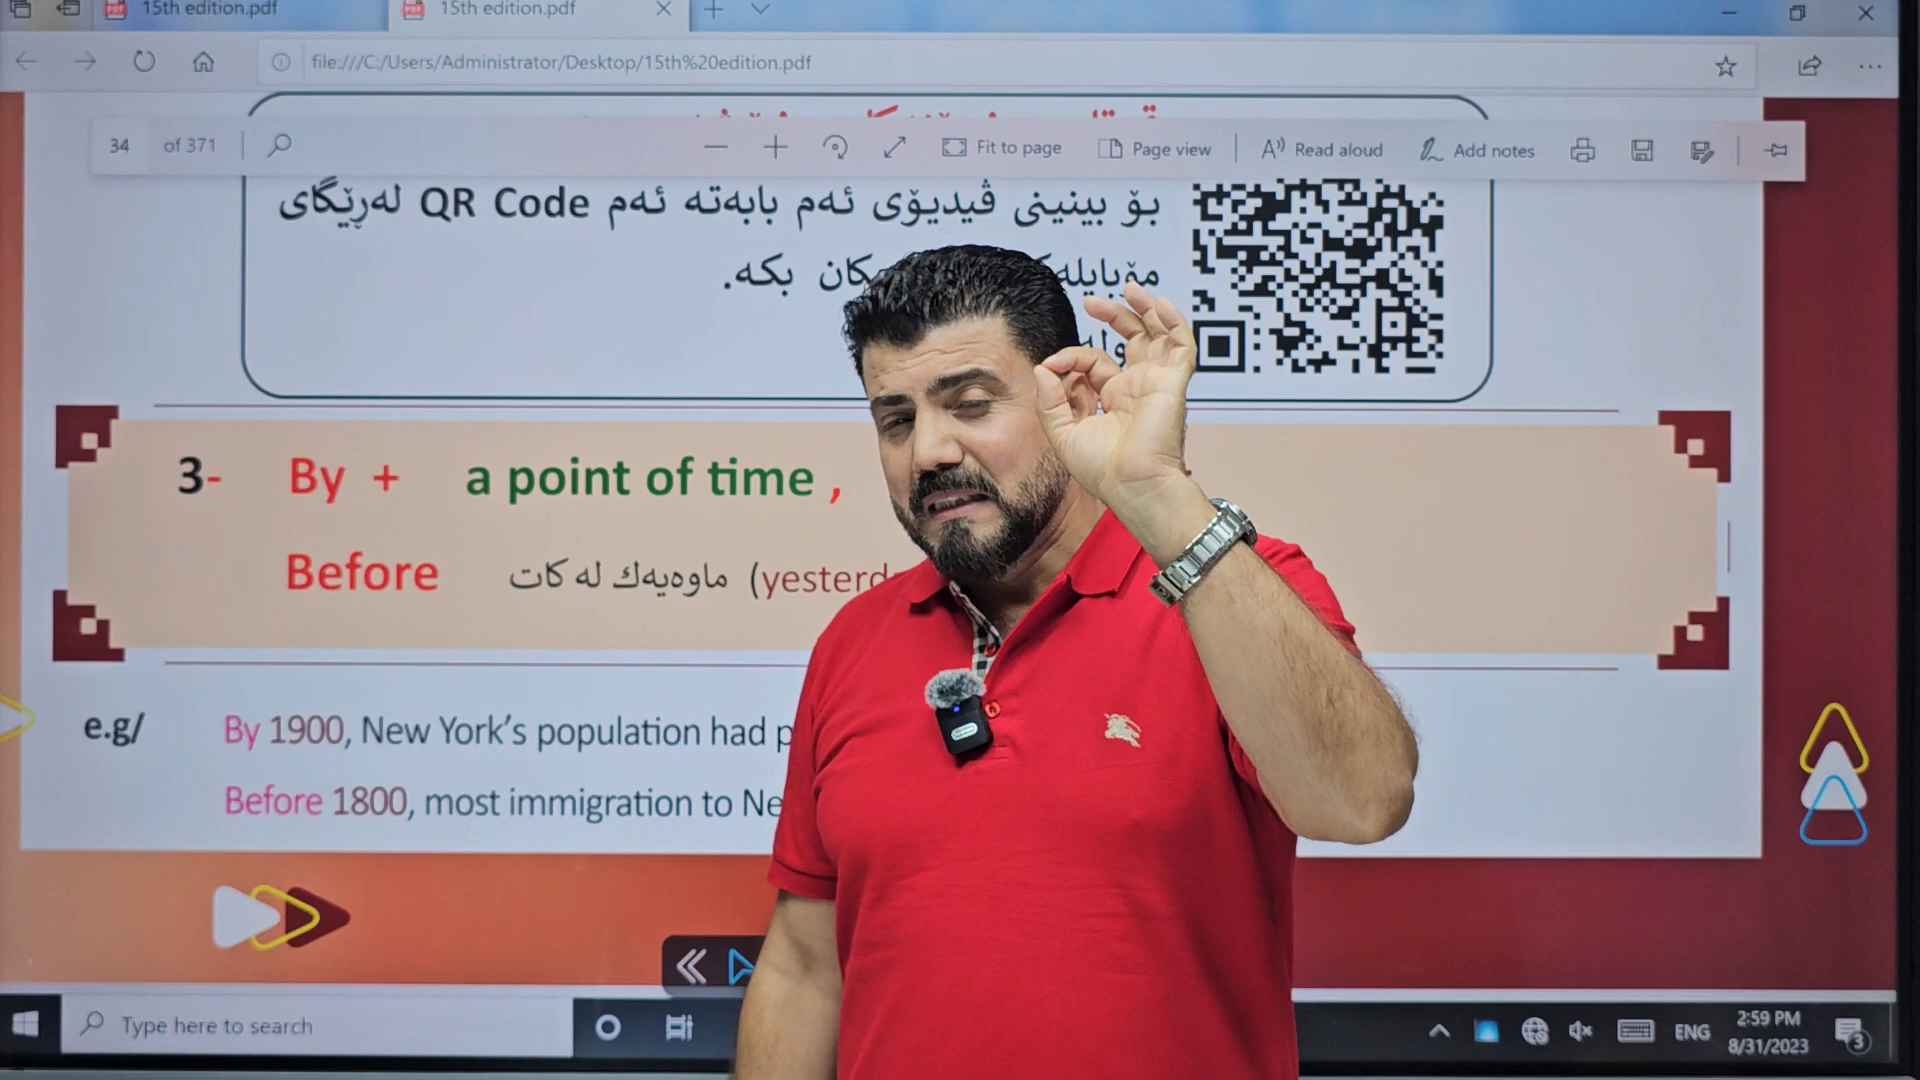 15th edition.pdf
15th edition.pdf
file:///C:/Users/Administrator/Desktop/15th%20edition.pdf
34 of 371 Fit to page Page view Read aloud Add notes
بۆ بینینی ڤیدیۆی ئەم بابەتە ئەم QR Code لەڕێگای
بکە.
3- By + a point of time ,
Before ماوەیەك لە كات (yesterd
e.g/ By 1900, New York's population had p
Before 1800, most immigration to Ne
Type here to search
ENG
2:59 PM
8/31/2023
3